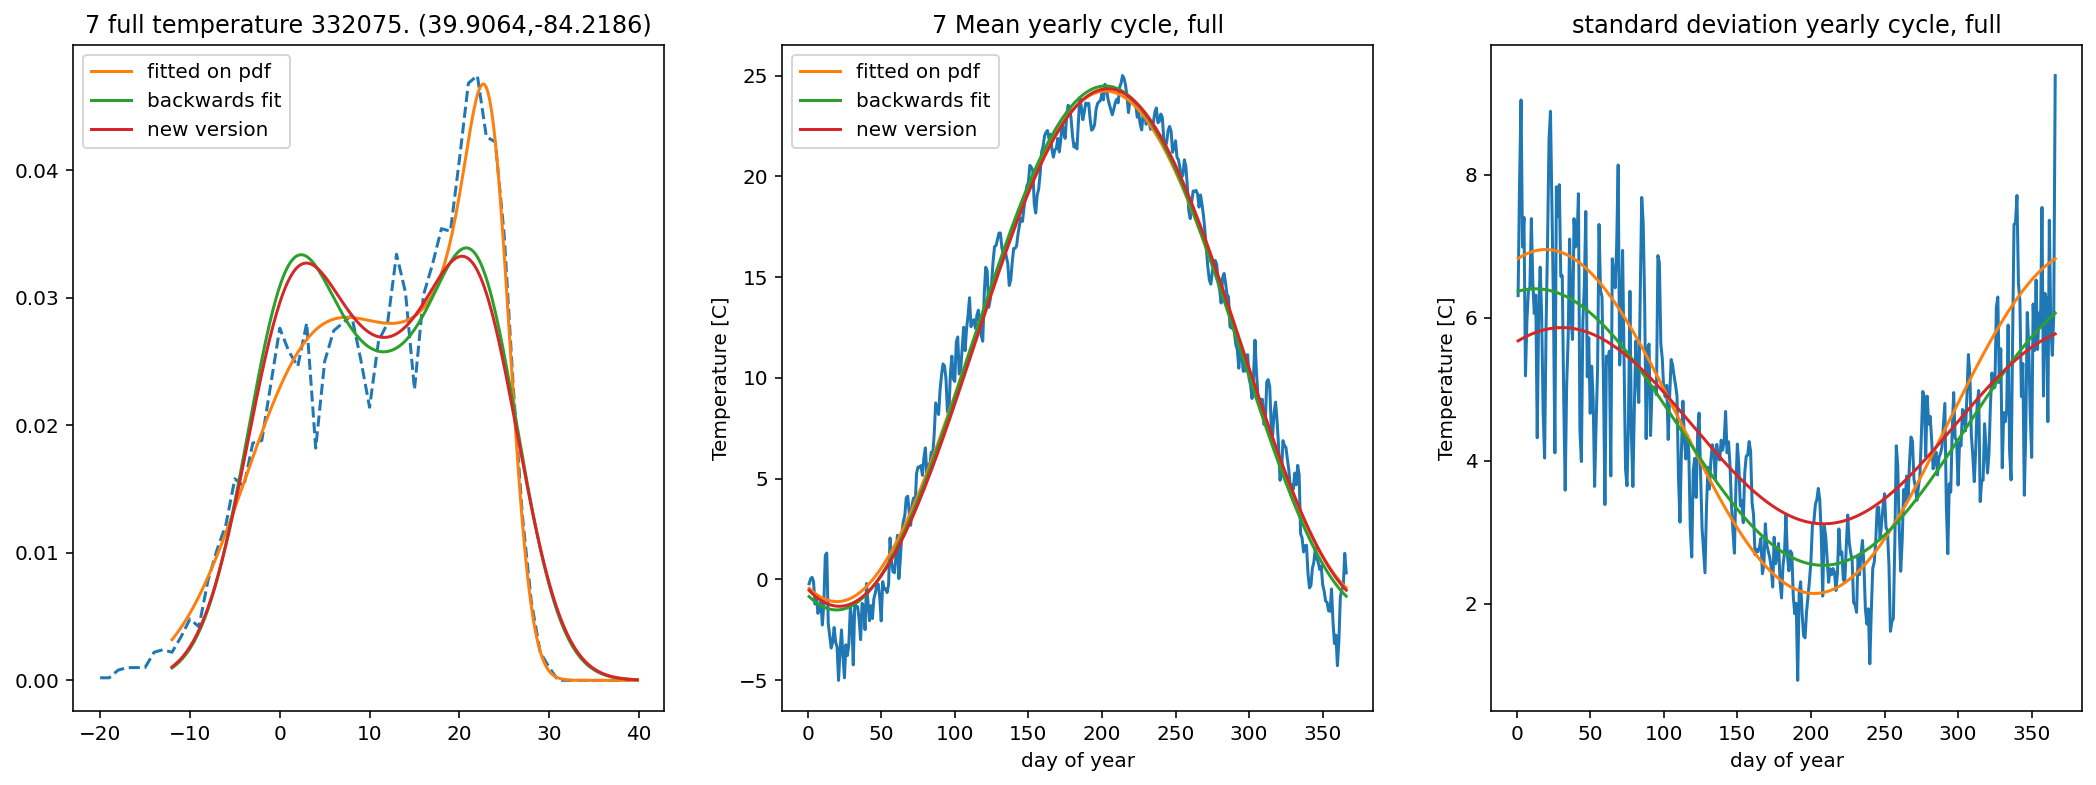 7 full temperature 332075. (39.9064,-84.2186)
fitted on pdf
backwards fit
new version
0.04
0.03
0.02
0.01
0.00
−20 −10 0 10 20 30 40
7 Mean yearly cycle, full
fitted on pdf
backwards fit
new version
Temperature [C]
25
20
15
10
5
0
−5
0 50 100 150 200 250 300 350
day of year
standard deviation yearly cycle, full
Temperature [C]
8
6
4
2
0 50 100 150 200 250 300 350
day of year